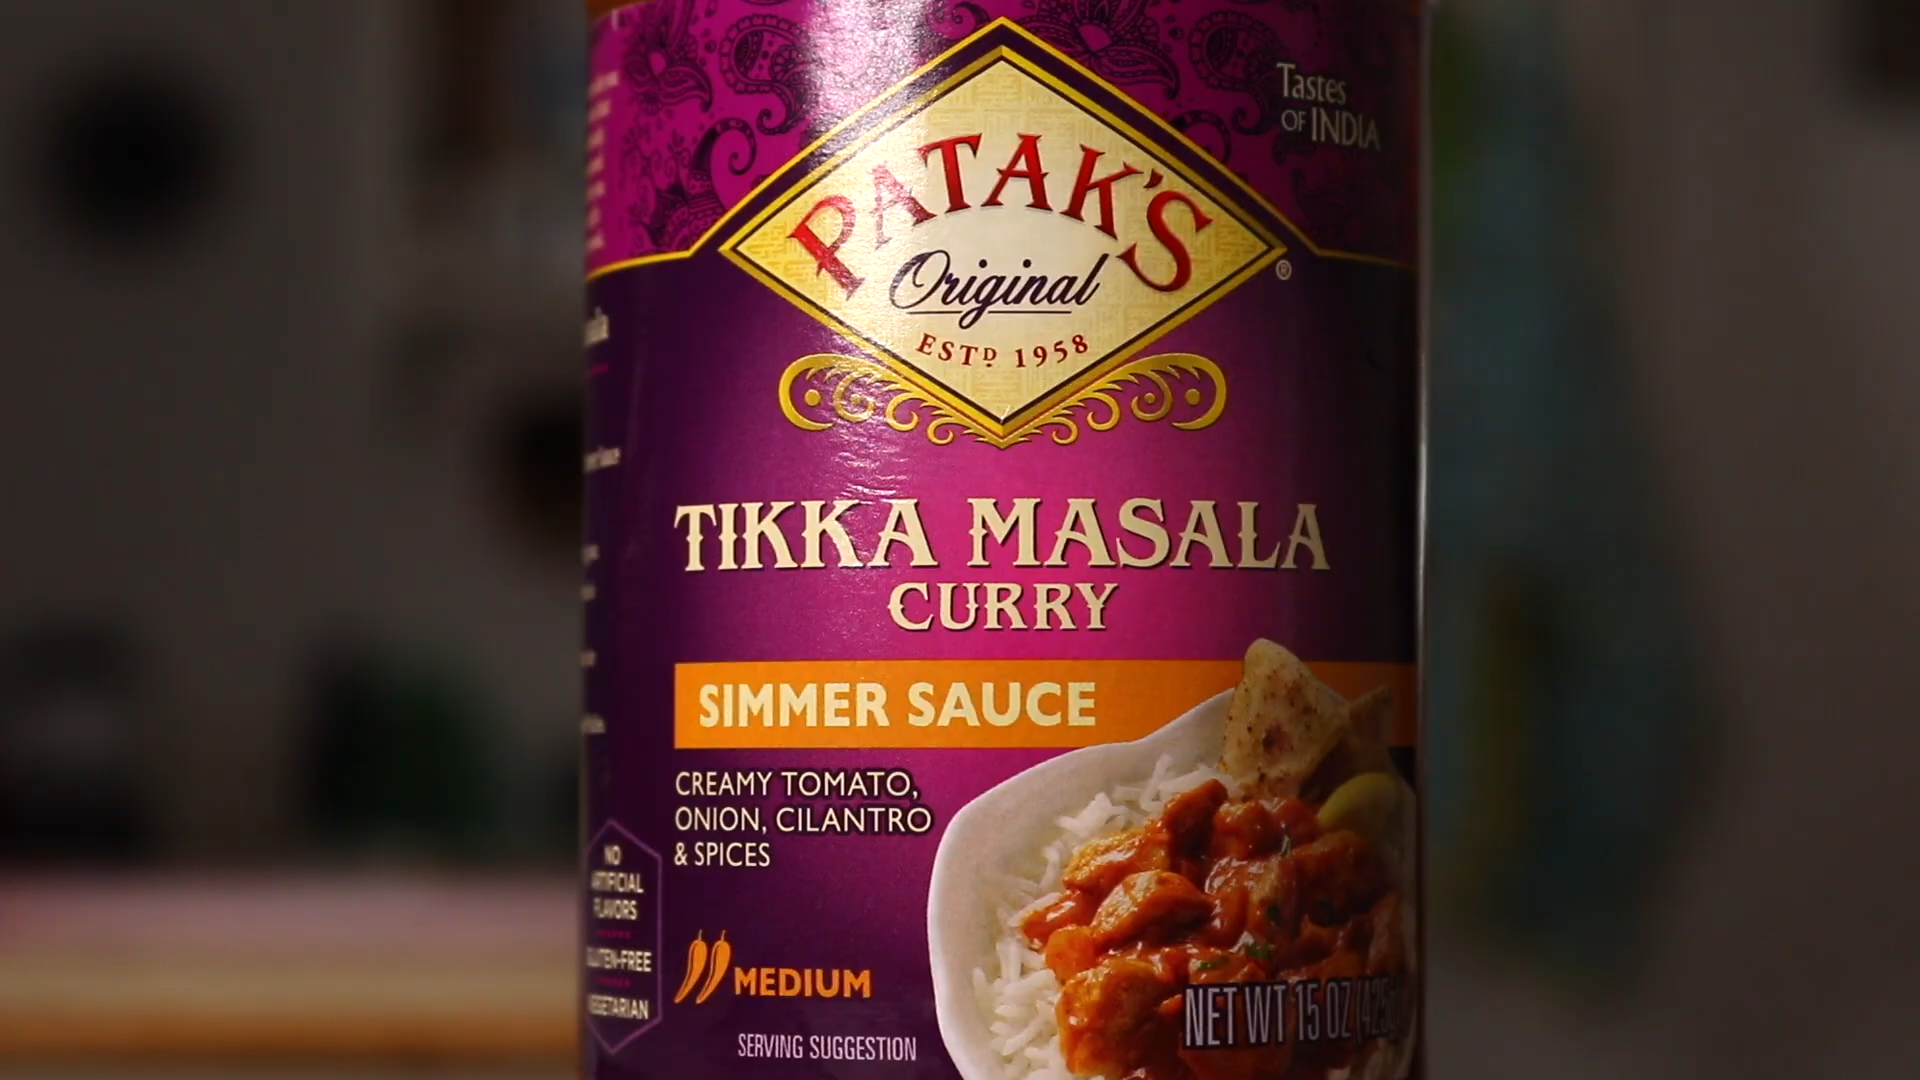 Tastes
OF INDIA
PATAK'S
Original
ESTD. 1958
®
TIKKA MASALA
CURRY
SIMMER SAUCE
CREAMY TOMATO,
ONION, CILANTRO
& SPICES
NO
ARTIFICIAL
FLAVORS
GLUTEN-FREE
VEGETARIAN
MEDIUM
SERVING SUGGESTION
NET WT 15 OZ (425g